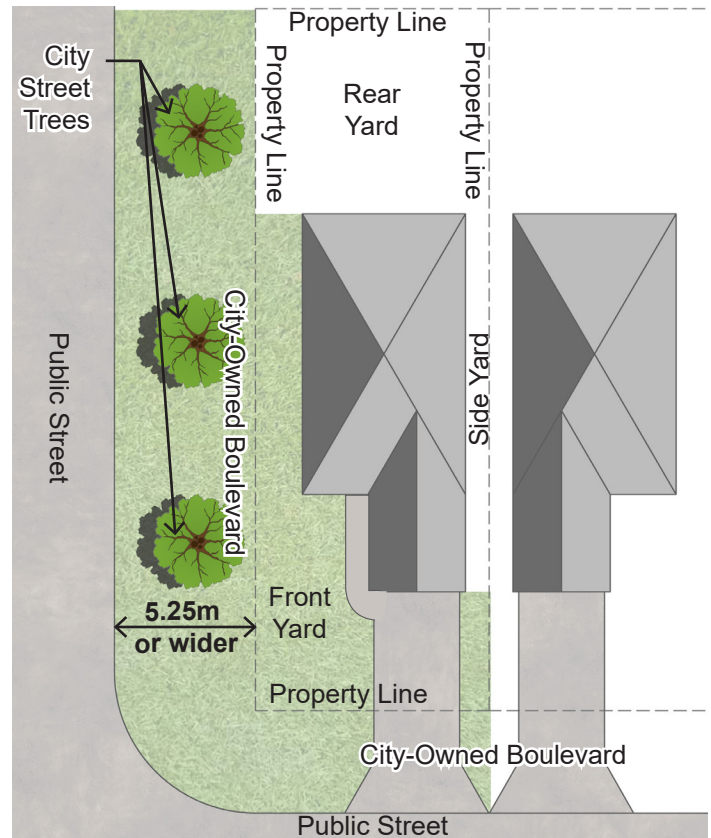 Property Line
City
Street
Trees
Property Line
Rear
Yard
Property Line
Public Street
City-Owned Boulevard
Side Yard
5.25m
or wider
Front
Yard
Property Line
City-Owned Boulevard
Public Street